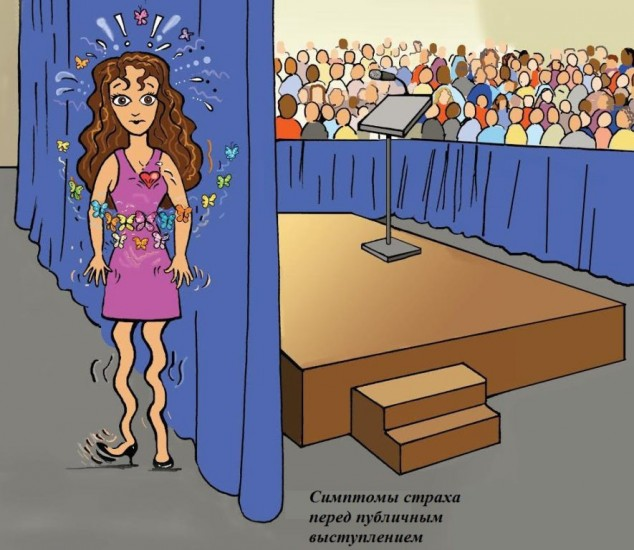 Симптомы страха
перед публичным
выступлением